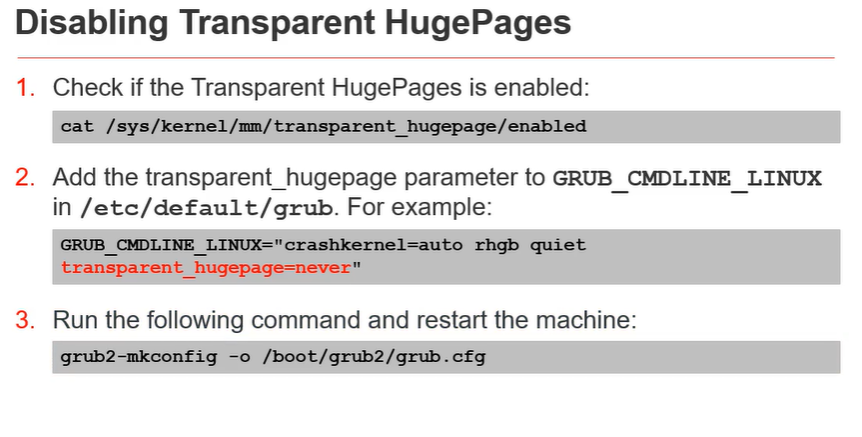 Disabling Transparent HugePages
1. Check if the Transparent HugePages is enabled:
cat /sys/kernel/mm/transparent_hugepage/enabled
2. Add the transparent_hugepage parameter to GRUB_CMDLINE_LINUX
in /etc/default/grub. For example:
GRUB_CMDLINE_LINUX="crashkernel=auto rhgb quiet
transparent_hugepage=never"
3. Run the following command and restart the machine:
grub2-mkconfig -o /boot/grub2/grub.cfg